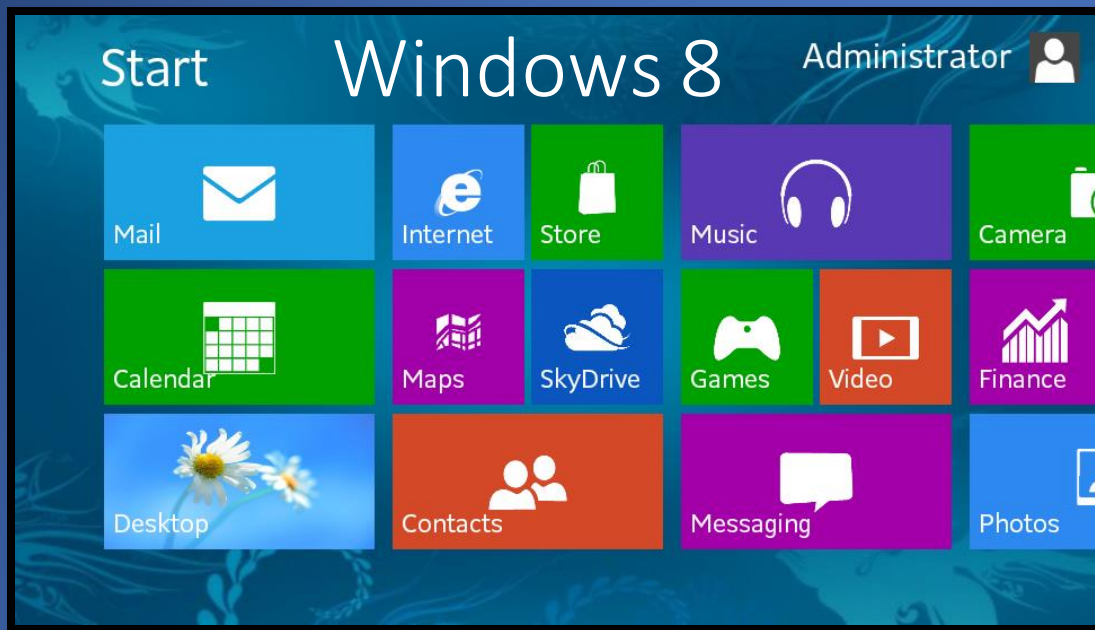 Start Windows 8 Administrator
Mail Internet Store Music Camera
Calendar Maps SkyDrive Games Video Finance
Desktop Contacts Messaging Photos